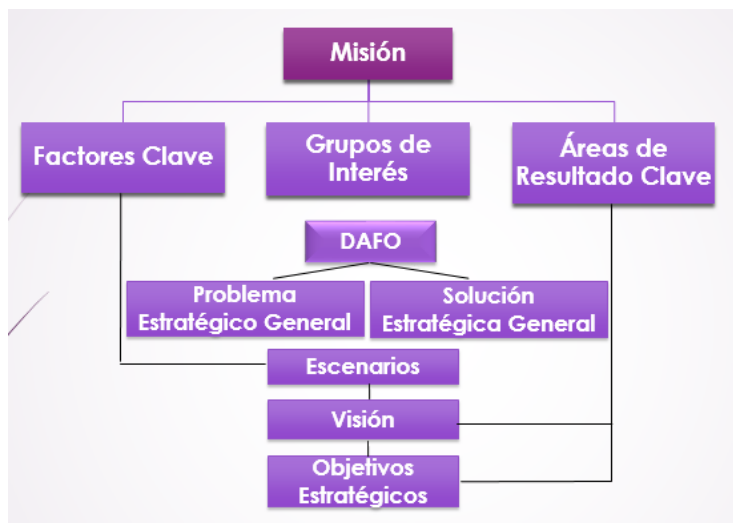 Misión
Factores Clave
Grupos de
Interés
Áreas de
Resultado Clave
DAFO
Problema
Estratégico General
Solución
Estratégica General
Escenarios
Visión
Objetivos
Estratégicos